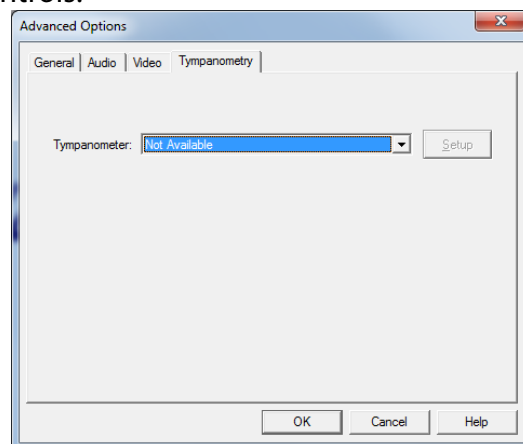 Advanced Options
General Audio Video Tympanometry
Tympanometer: Not Available Setup
OK Cancel Help